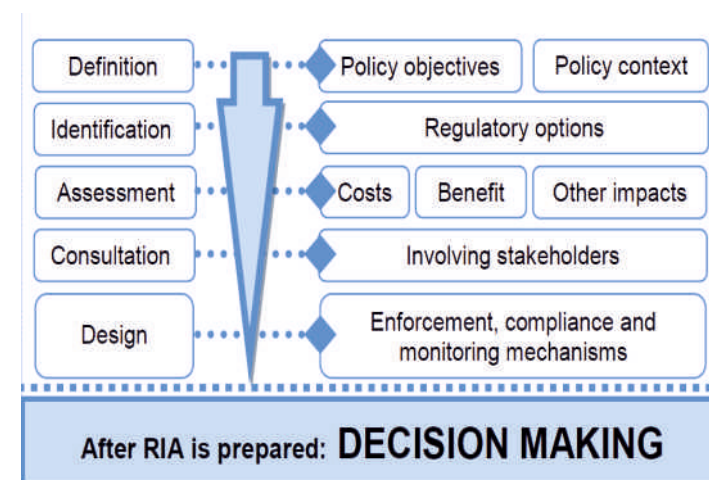 Definition
Policy objectives
Policy context
Identification
Regulatory options
Assessment
Costs
Benefit
Other impacts
Consultation
Involving stakeholders
Design
Enforcement, compliance and
monitoring mechanisms
After RIA is prepared: DECISION MAKING